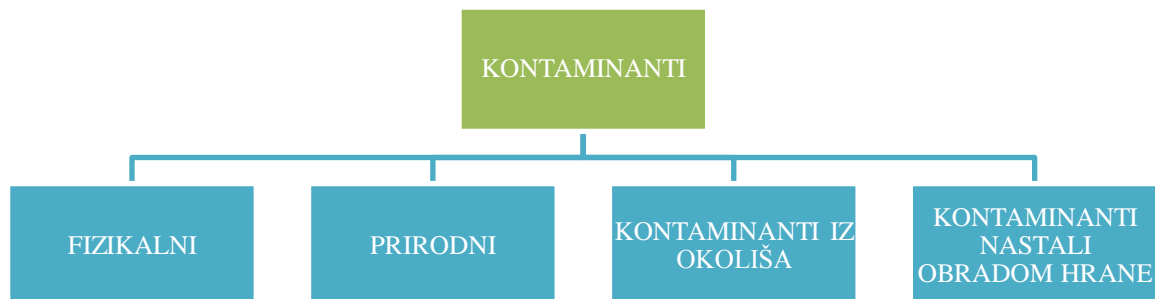 KONTAMINANTI
FIZIKALNI
PRIRODNI
KONTAMINANTI IZ
OKOLIŠA
KONTAMINANTI
NASTALI
OBRADOM HRANE